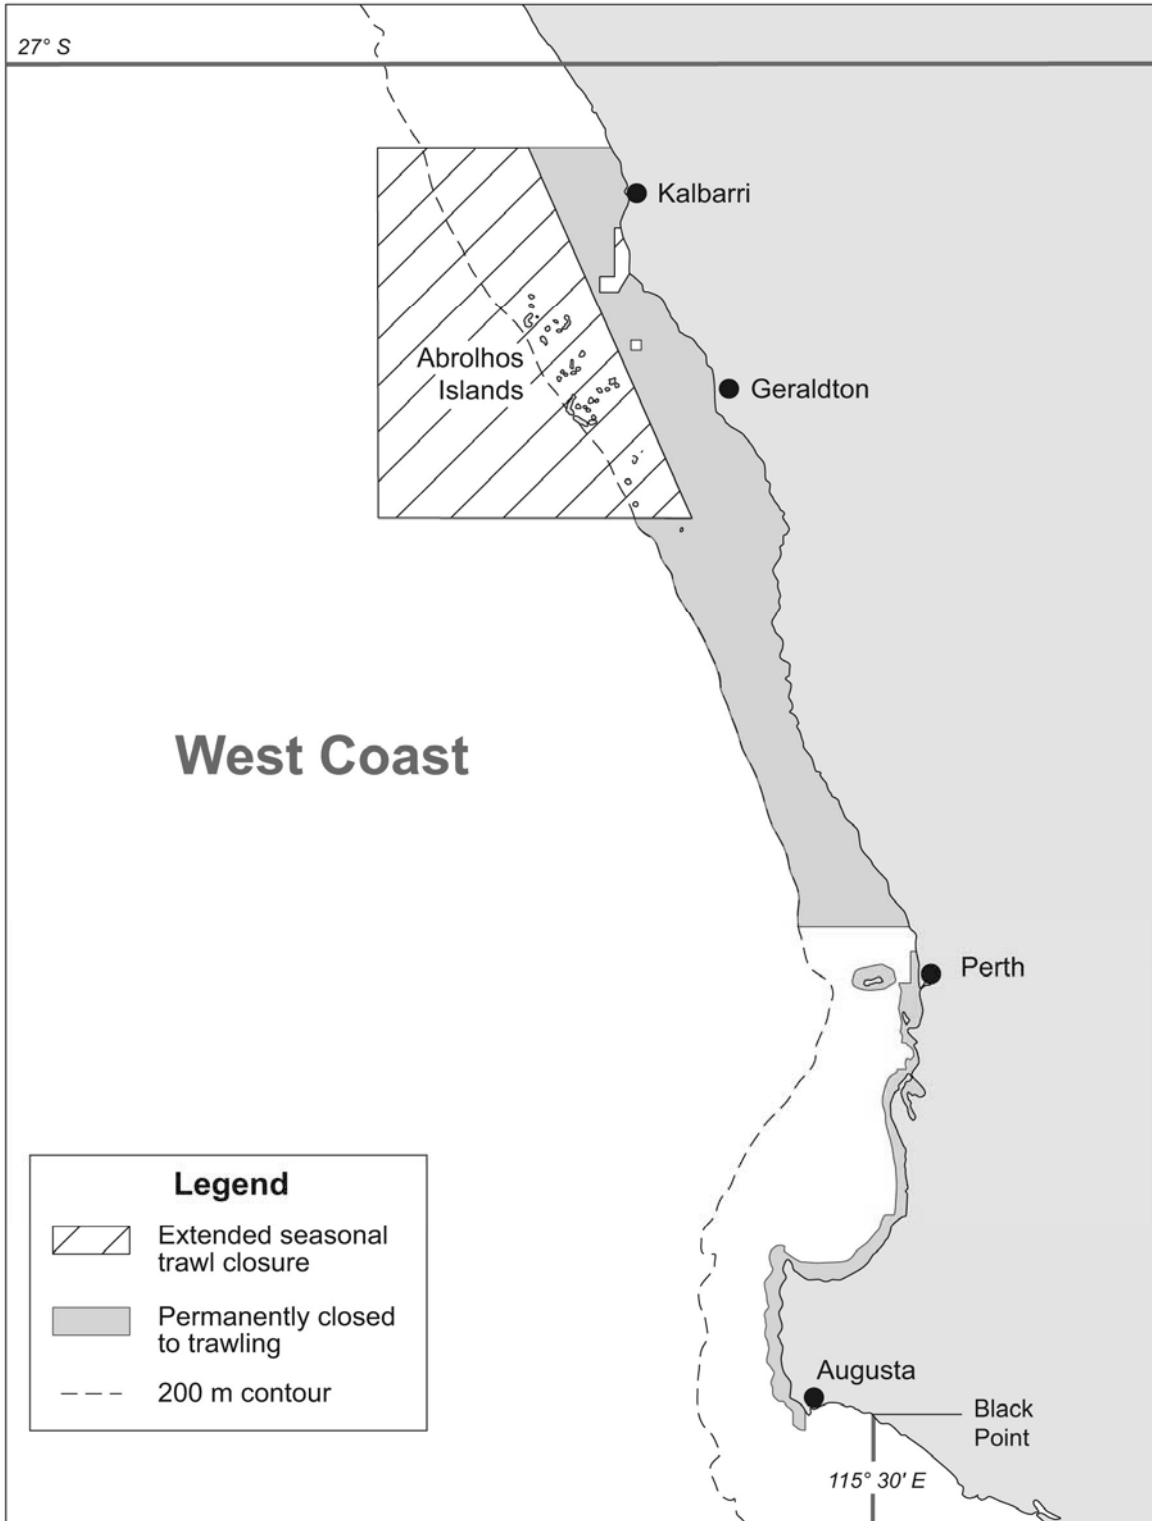 27° S
Kalbarri
Abrolhos
Islands
Geraldton
West Coast
Perth
Legend
Extended seasonal
trawl closure
Permanently closed
to trawling
200 m contour
Augusta
Black
Point
115° 30' E